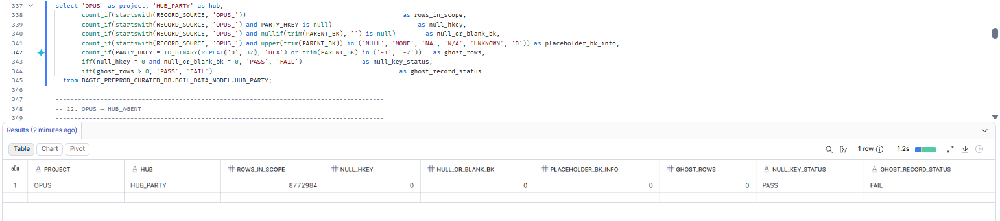 337 select 'OPUS' as project, 'HUB_PARTY' as hub,
338 count_if(startswith(RECORD_SOURCE, 'OPUS_')) as rows_in_scope,
339 count_if(startswith(RECORD_SOURCE, 'OPUS_') and PARTY_HKEY is null) as null_hkey,
340 count_if(startswith(RECORD_SOURCE, 'OPUS_') and nullif(trim(PARENT_BK), '') is null) as null_or_blank_bk,
341 count_if(startswith(RECORD_SOURCE, 'OPUS_') and upper(trim(PARENT_BK)) in ('NULL', 'NONE', 'NA', 'N/A', 'UNKNOWN', '0')) as placeholder_bk_info,
342 count_if(PARTY_HKEY = TO_BINARY(REPEAT('0', 32), 'HEX') or trim(PARENT_BK) in ('-1', '-2')) as ghost_rows,
343 iff(null_hkey = 0 and null_or_blank_bk = 0, 'PASS', 'FAIL') as null_key_status,
344 iff(ghost_rows > 0, 'PASS', 'FAIL') as ghost_record_status
345 from BAGIC_PREPROD_CURATED_DB.BGIL_DATA_MODEL.HUB_PARTY;
346
347 ------------------------------------------------------------------------------------
348 -- 12. OPUS — HUB_AGENT
349 ------------------------------------------------------------------------------------
Results (2 minutes ago)
Table Chart Pivot 1 row 1.2s
PROJECT HUB ROWS_IN_SCOPE NULL_HKEY NULL_OR_BLANK_BK PLACEHOLDER_BK_INFO GHOST_ROWS NULL_KEY_STATUS GHOST_RECORD_STATUS
1 OPUS HUB_PARTY 8772984 0 0 0 0 PASS FAIL